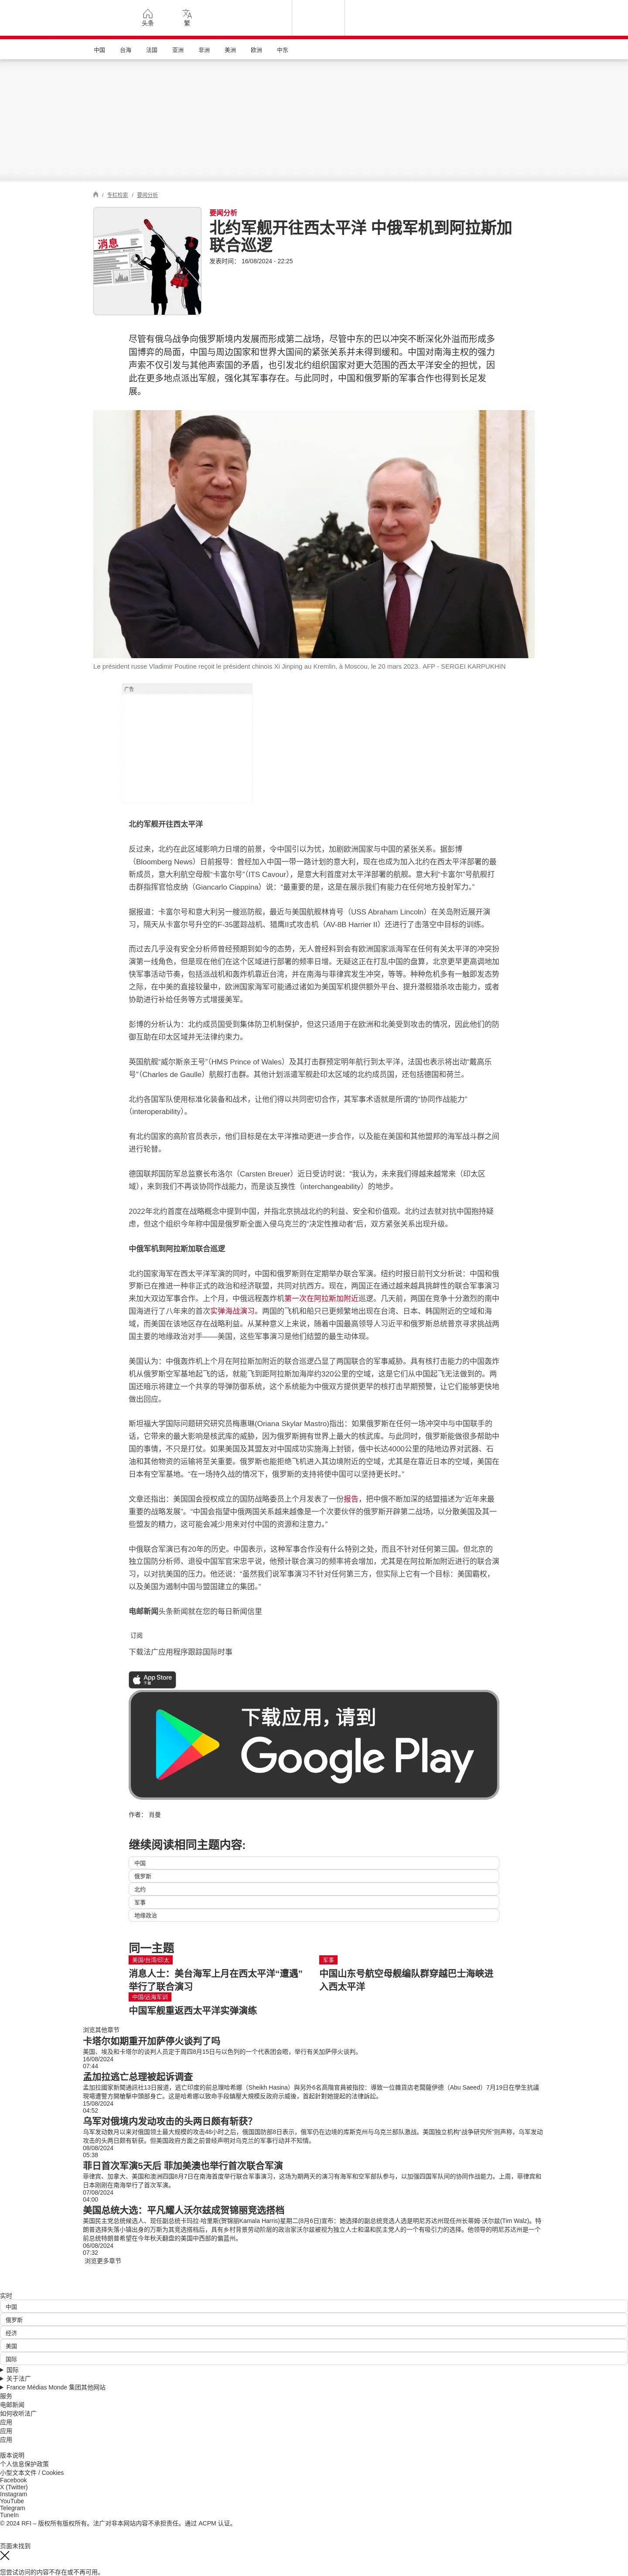 头条
繁
中国
台海
法国
亚洲
非洲
美洲
欧洲
中东
/ 专栏检索 / 要闻分析
消息
要闻分析
北约军舰开往西太平洋 中俄军机到阿拉斯加
联合巡逻
发表时间： 16/08/2024 - 22:25
尽管有俄乌战争向俄罗斯境内发展而形成第二战场，尽管中东的巴以冲突不断深化外溢而形成多
国博弈的局面，中国与周边国家和世界大国间的紧张关系并未得到缓和。中国对南海主权的强力
声索不仅引发与其他声索国的矛盾，也引发北约组织国家对更大范围的西太平洋安全的担忧，因
此在更多地点派出军舰，强化其军事存在。与此同时，中国和俄罗斯的军事合作也得到长足发
展。
Le président russe Vladimir Poutine reçoit le président chinois Xi Jinping au Kremlin, à Moscou, le 20 mars 2023. AFP - SERGEI KARPUKHIN
广告
北约军舰开往西太平洋
反过来，北约在此区域影响力日增的前景，令中国引以为忧，加剧欧洲国家与中国的紧张关系。据彭博
（Bloomberg News）日前报导：曾经加入中国一带一路计划的意大利，现在也成为加入北约在西太平洋部署的最
新成员，意大利航空母舰“卡富尔号”(ITS Cavour)，是意大利首度对太平洋部署的航舰。意大利“卡富尔”号航舰打
击群指挥官恰皮纳（Giancarlo Ciappina）说：“最重要的是，这是在展示我们有能力在任何地方投射军力。”
据报道：卡富尔号和意大利另一艘巡防舰，最近与美国航舰林肯号（USS Abraham Lincoln）在关岛附近展开演
习，隔天从卡富尔号升空的F-35匿踪战机、猎鹰II式攻击机（AV-8B Harrier II）还进行了击落空中目标的训练。
而过去几乎没有安全分析师曾经预期到如今的态势，无人曾经料到会有欧洲国家派海军在任何有关太平洋的冲突扮
演第一线角色，但是现在他们在这个区域进行部署的频率日增。无疑这正在打乱中国的盘算，北京更早更高调地加
快军事活动节奏，包括派战机和轰炸机靠近台湾，并在南海与菲律宾发生冲突，等等。种种危机多有一触即发态势
之际，在中美的直接较量中，欧洲国家海军可能通过诸如为美国军机提供额外平台、提升潜舰猎杀攻击能力，或者
协助进行补给任务等方式增援美军。
彭博的分析认为：北约成员国受到集体防卫机制保护，但这只适用于在欧洲和北美受到攻击的情况，因此他们的防
御互助在印太区域并无法律约束力。
英国航舰“威尔斯亲王号”（HMS Prince of Wales）及其打击群预定明年航行到太平洋，法国也表示将出动“戴高乐
号”（Charles de Gaulle）航舰打击群。其他计划派遣军舰赴印太区域的北约成员国，还包括德国和荷兰。
北约各国军队使用标准化装备和战术，让他们得以共同密切合作，其军事术语就是所谓的“协同作战能力”
（interoperability）。
有北约国家的高阶官员表示，他们目标是在太平洋推动更进一步合作，以及能在美国和其他盟邦的海军战斗群之间
进行轮替。
德国联邦国防军总监察长布洛尔（Carsten Breuer）近日受访时说：“我认为，未来我们得越来越常来（印太区
域），来到我们不再谈协同作战能力，而是谈互换性（interchangeability）的地步。
2022年北约首度在战略概念中提到中国，并指北京挑战北约的利益、安全和价值观。北约过去就对抗中国抱持疑
虑，但这个组织今年称中国是俄罗斯全面入侵乌克兰的“决定性推动者”后，双方紧张关系出现升级。
中俄军机到阿拉斯加联合巡逻
北约国家海军在西太平洋军演的同时，中国和俄罗斯则在定期举办联合军演。纽约时报日前刊文分析说：中国和俄
罗斯已在推进一种非正式的政治和经济联盟，共同对抗西方。现在，两国正在通过越来越具挑衅性的联合军事演习
来加大双边军事合作。上个月，中俄远程轰炸机第一次在阿拉斯加附近巡逻。几天前，两国在竞争十分激烈的南中
国海进行了八年来的首次实弹海战演习。两国的飞机和船只已更频繁地出现在台湾、日本、韩国附近的空域和海
域，而美国在该地区存在战略利益。从某种意义上来说，随着中国最高领导人习近平和俄罗斯总统普京寻求挑战两
国主要的地缘政治对手——美国，这些军事演习是他们结盟的最生动体现。
美国认为：中俄轰炸机上个月在阿拉斯加附近的联合巡逻凸显了两国联合的军事威胁。具有核打击能力的中国轰炸
机从俄罗斯空军基地起飞的话，就能飞到距阿拉斯加海岸约320公里的空域，这是它们从中国起飞无法做到的。两
国还暗示将建立一个共享的导弹防御系统，这个系统能为中俄双方提供更早的核打击早期预警，让它们能够更快地
做出回应。
斯坦福大学国际问题研究研究员梅惠琳(Oriana Skylar Mastro)指出：如果俄罗斯在任何一场冲突中与中国联手的
话，它带来的最大影响是核武库的威胁，因为俄罗斯拥有世界上最大的核武库。与此同时，俄罗斯能做很多帮助中
国的事情，不只是打仗。如果美国及其盟友对中国成功实施海上封锁，俄中长达4000公里的陆地边界对武器、石
油和其他物资的运输将至关重要。俄罗斯也能拒绝飞机进入其边境附近的空域，尤其是在靠近日本的空域，美国在
日本有空军基地。“在一场持久战的情况下，俄罗斯的支持将使中国可以坚持更长时。”
文章还指出：美国国会授权成立的国防战略委员上个月发表了一份报告，把中俄不断加深的结盟描述为“近年来最
重要的战略发展”。“中国会指望中俄两国关系越来越像是一个次要伙伴的俄罗斯开辟第二战场，以分散美国及其一
些盟友的精力，这可能会减少用来对付中国的资源和注意力。”
中俄联合军演已有20年的历史。中国表示，这种军事合作没有什么特别之处，而且不针对任何第三国。但北京的
独立国防分析师、退役中国军官宋忠平说，他预计联合演习的频率将会增加，尤其是在阿拉斯加附近进行的联合演
习，以对抗美国的压力。他还说：“虽然我们说军事演习不针对任何第三方，但实际上它有一个目标：美国霸权，
以及美国为遏制中国与盟国建立的集团。”
电邮新闻头条新闻就在您的每日新闻信里
订阅
下载法广应用程序跟踪国际时事
App Store
下载
下载应用，请到
Google Play
作者： 肖曼
继续阅读相同主题内容:
中国
俄罗斯
北约
军事
地缘政治
同一主题
美国/台湾/印太
消息人士：美台海军上月在西太平洋“遭遇”
举行了联合演习
军事
中国山东号航空母舰编队群穿越巴士海峡进
入西太平洋
中国/远海军训
中国军舰重返西太平洋实弹演练
浏览其他章节
卡塔尔如期重开加萨停火谈判了吗
美国、埃及和卡塔尔的谈判人员定于周四8月15日与以色列的一个代表团会晤，举行有关加萨停火谈判。
16/08/2024
07:44
孟加拉逃亡总理被起诉调查
孟加拉國家新聞通訊社13日報道，逃亡印度的前总理哈希娜（Sheikh Hasina）與另外6名高階官員被指控：導致一位雜貨店老闆薩伊德（Abu Saeed）7月19日在學生抗議
現場遭警方開槍擊中頭部身亡。这是哈希娜以致命手段鎮壓大規模反政府示威後，首起針對她提起的法律訴訟。
15/08/2024
04:52
乌军对俄境内发动攻击的头两日颇有斩获?
乌军发动数月以来对俄国领土最大规模的攻击48小时之后，俄国国防部8日表示，俄军仍在边境的库斯克州与乌克兰部队激战。美国独立机构“战争研究所”则声称，乌军发动
攻击的头两日颇有斩获。但美国政府方面之前曾经声明对乌克兰的军事行动并不知情。
08/08/2024
05:38
菲日首次军演5天后 菲加美澳也举行首次联合军演
菲律宾、加拿大、美国和澳洲四国8月7日在南海首度举行联合军事演习，这场为期两天的演习有海军和空军部队参与，以加强四国军队间的协同作战能力。上周，菲律宾和
日本刚刚在南海举行了首次军演。
07/08/2024
04:00
美国总统大选：平凡耀人沃尔兹成贺锦丽竞选搭档
美国民主党总统候选人、现任副总统卡玛拉·哈里斯(贺锦丽Kamala Harris)星期二(8月6日)宣布：她选择的副总统竞选人选是明尼苏达州现任州长蒂姆·沃尔兹(Tim Walz)。特
朗普选择失落小镇出身的万斯为其竞选搭档后，具有乡村背景劳动阶层的政治家沃尔兹被视为独立人士和温和民主党人的一个有吸引力的选择。他领导的明尼苏达州是一个
前总统特朗普希望在今年秋天翻盘的美国中西部的偏蓝州。
06/08/2024
07:32
浏览更多章节
实时
中国
俄罗斯
经济
美国
国际
国际
关于法广
France Médias Monde 集团其他网站
服务
电邮新闻
如何收听法广
应用
应用
应用
版本说明
个人信息保护政策
小型文本文件 / Cookies
Facebook
X (Twitter)
Instagram
YouTube
Telegram
TuneIn
© 2024 RFI – 版权所有版权所有。法广对非本网站内容不承担责任。通过 ACPM 认证。
页面未找到
您尝试访问的内容不存在或不再可用。